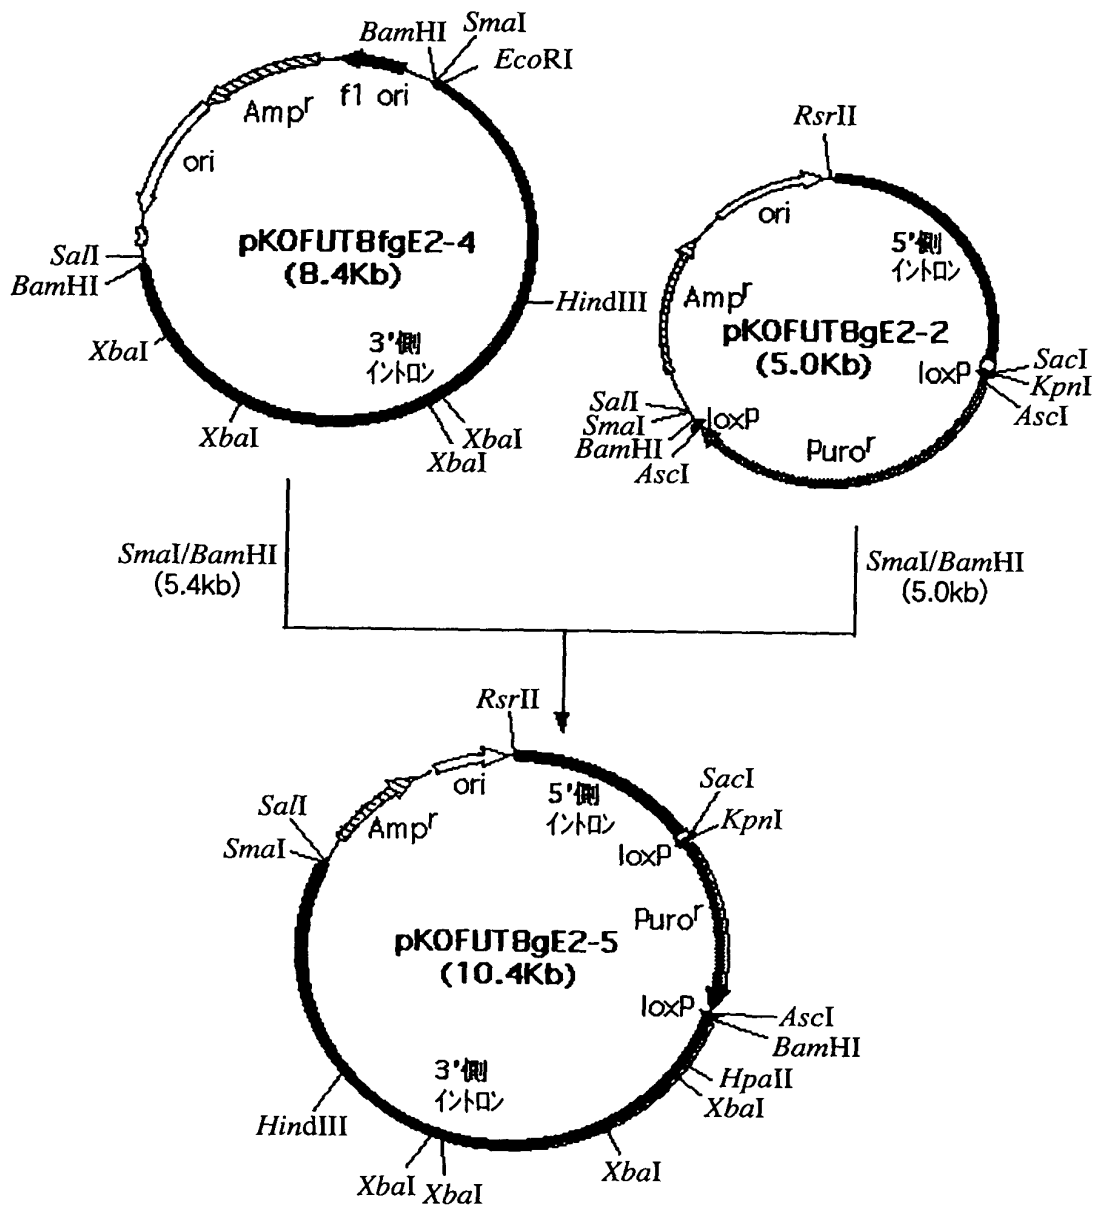 BamHI
SmaI
EcoRI
f1 ori
Ampr
ori
SalI
BamHI
XbaI
XbaI
XbaI
XbaI
HindIII
pKOFUT8fgE2-4
(8.4Kb)
3'側
イントロン
RsrII
ori
5'側
イントロン
Ampr
pKOFUT8gE2-2
(5.0Kb)
loxP
SacI
KpnI
AscI
SalI
SmaI
BamHI
AscI
loxP
Puror
SmaI/BamHI
(5.4kb)
SmaI/BamHI
(5.0kb)
RsrII
ori
5'側
イントロン
SacI
KpnI
loxP
SalI
SmaI
Ampr
Puror
pKOFUT8gE2-5
(10.4Kb)
loxP
AscI
BamHI
HpaII
XbaI
3'側
イントロン
HindIII
XbaI
XbaI
XbaI